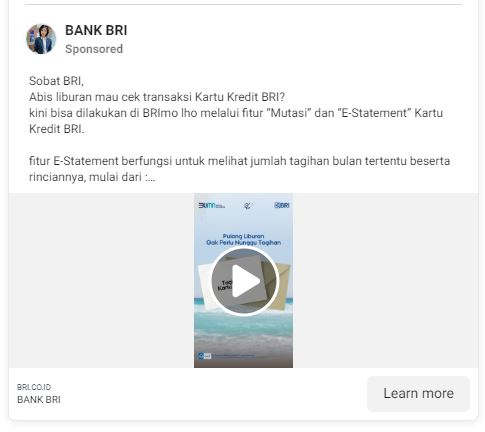 BANK BRI
Sponsored
Sobat BRI,
Abis liburan mau cek transaksi Kartu Kredit BRI?
kini bisa dilakukan di BRImo lho melalui fitur “Mutasi” dan “E-Statement” Kartu
Kredit BRI.
fitur E-Statement berfungsi untuk melihat jumlah tagihan bulan tertentu beserta
rinciannya, mulai dari :...
BUMN
BRI
Pulang Liburan
Gak Perlu Nunggu Tagihan
BRI.CO.ID
BANK BRI
Learn more